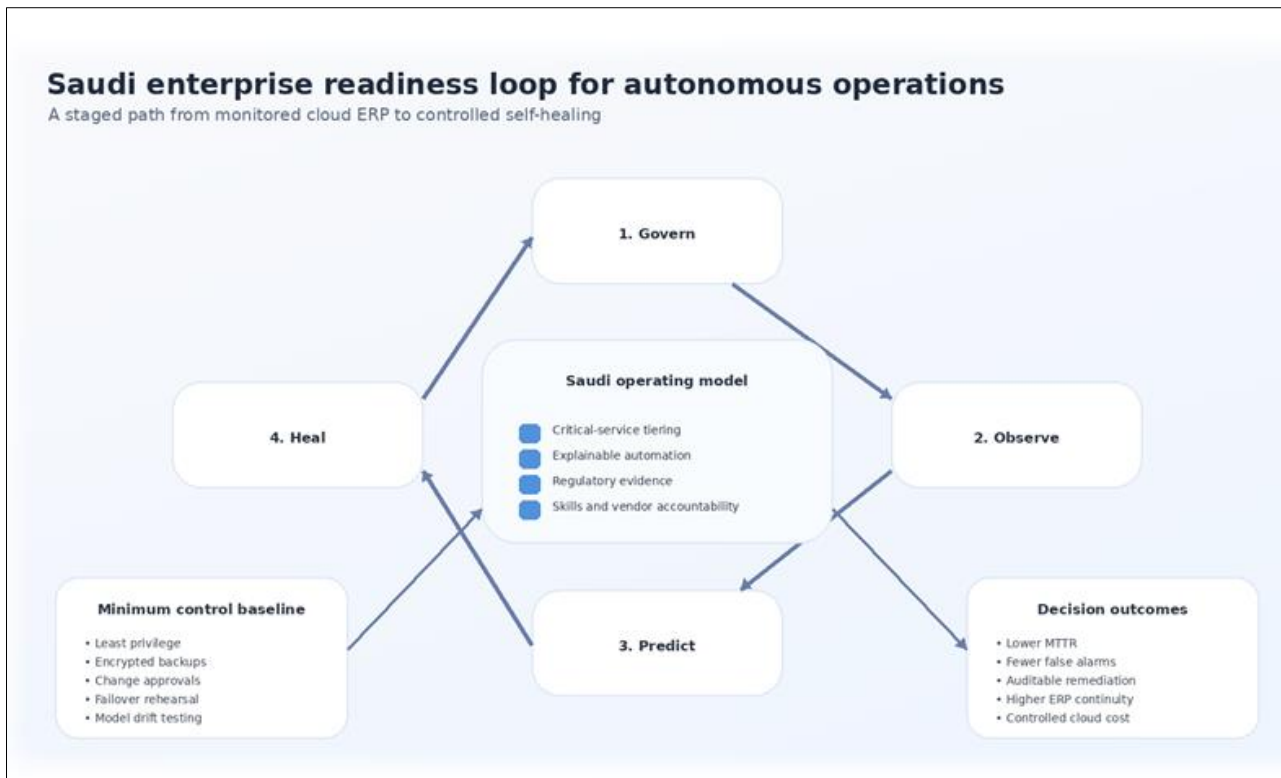 Saudi enterprise readiness loop for autonomous operations
A staged path from monitored cloud ERP to controlled self-healing
1. Govern
Saudi operating model
Critical-service tiering
Explainable automation
Regulatory evidence
Skills and vendor accountability
4. Heal
2. Observe
Minimum control baseline
• Least privilege
• Encrypted backups
• Change approvals
• Failover rehearsal
• Model drift testing
3. Predict
Decision outcomes
• Lower MTTR
• Fewer false alarms
• Auditable remediation
• Higher ERP continuity
• Controlled cloud cost